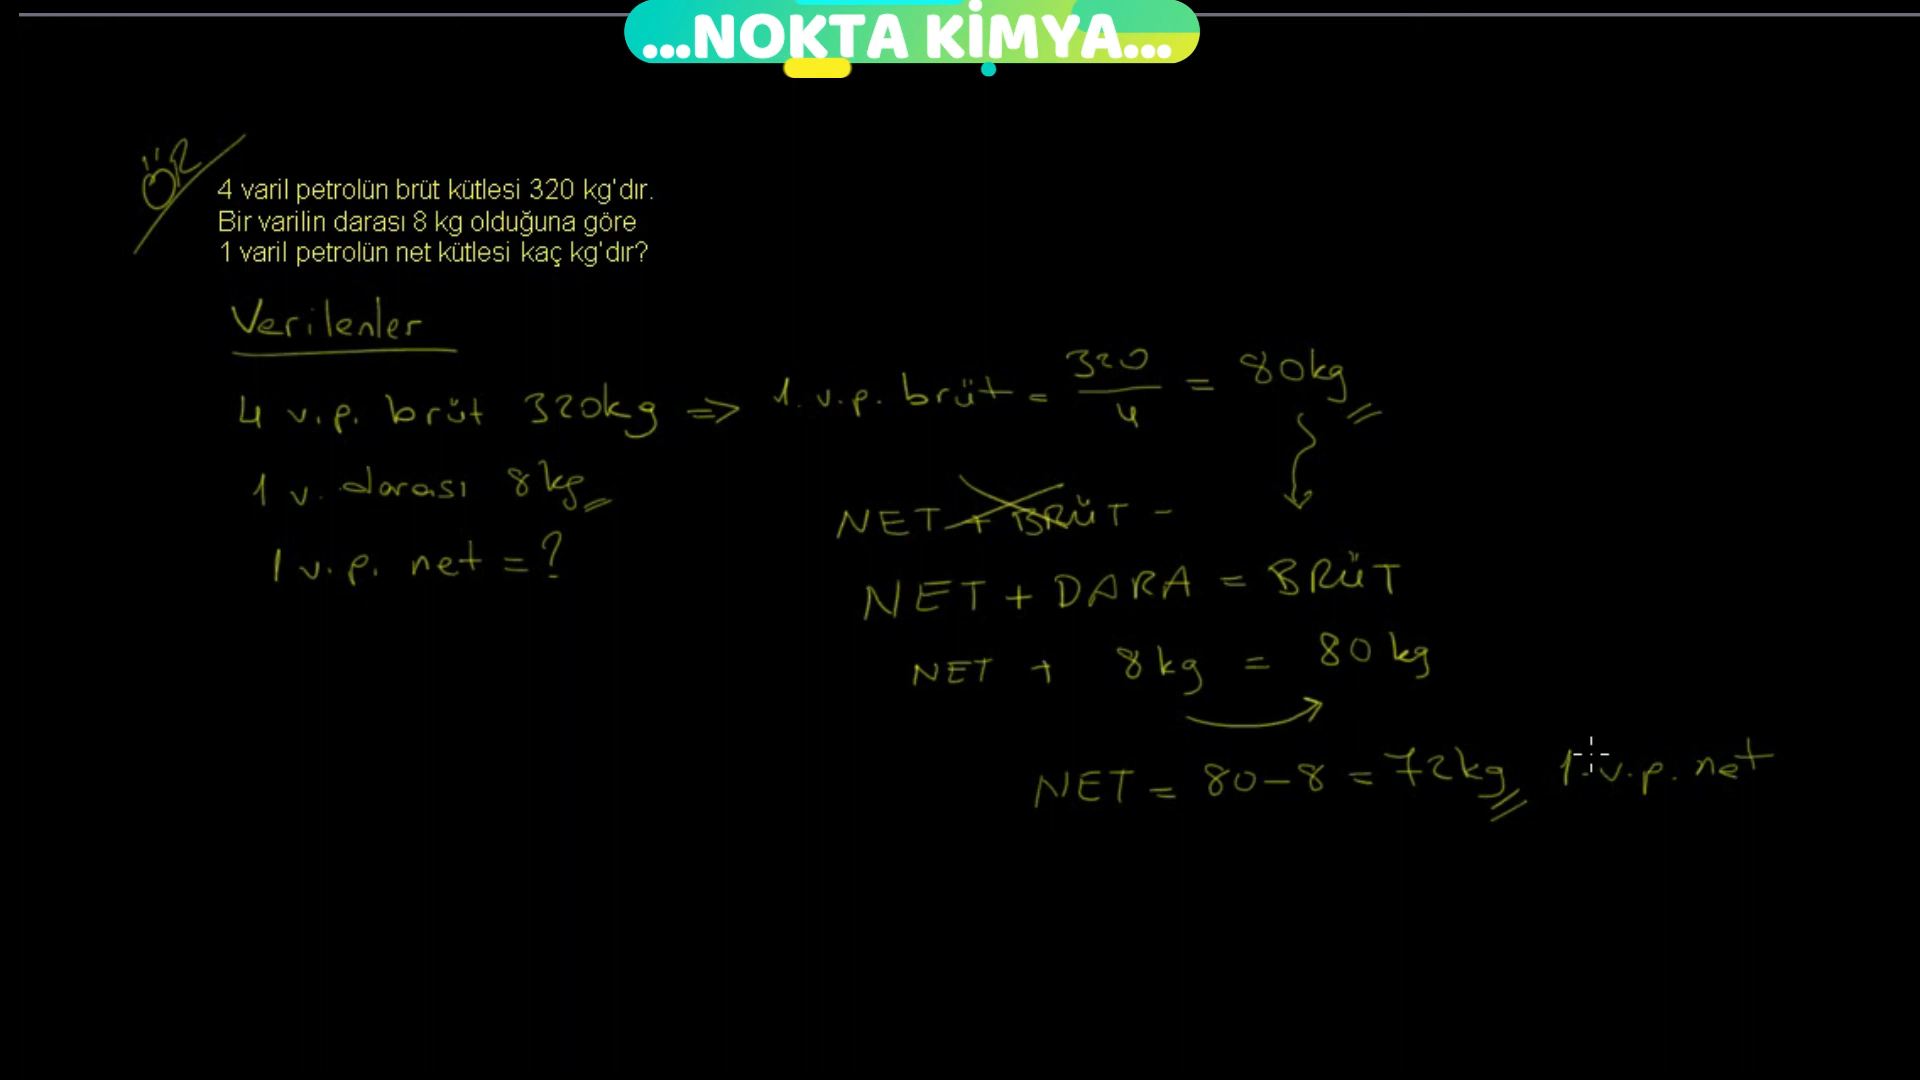 ...NOKTA KİMYA...
ÖR
4 varil petrolün brüt kütlesi 320 kg'dır.
Bir varilin darası 8 kg olduğuna göre
1 varil petrolün net kütlesi kaç kg'dır?
Verilenler
4 v.p. brüt 320kg => 1. v.p. brüt = 320/4 = 80kg
1 v. darası 8kg
NET + BRÜT -
1 v.p. net = ?
NET + DARA = BRÜT
NET + 8kg = 80 kg
NET = 80-8 = 72kg 1. v.p. net